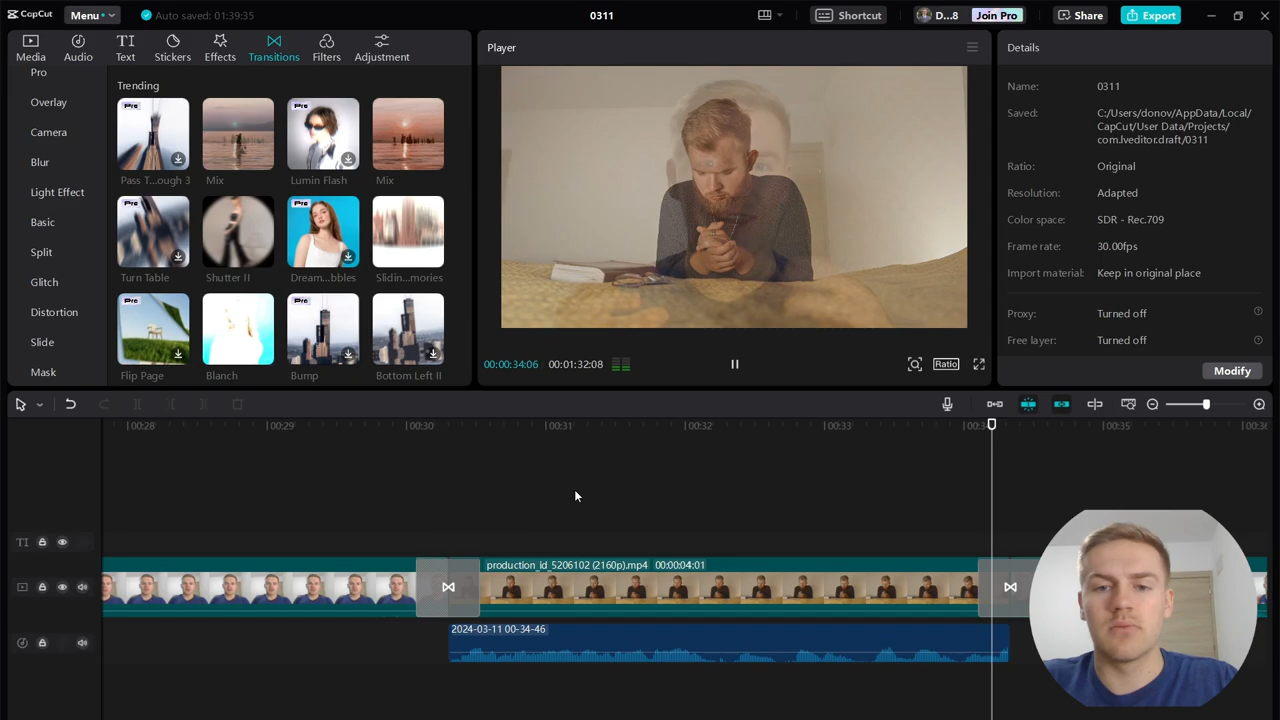 CapCut
Menu
Auto saved: 01:39:35
0311
Shortcut
D...8
Join Pro
Share
Export
Media
Audio
Text
Stickers
Effects
Transitions
Filters
Adjustment
Pro
Overlay
Camera
Blur
Light Effect
Basic
Split
Glitch
Distortion
Slide
Mask
Trending
Pro
Pro
Pass T...ough 3
Mix
Lumin Flash
Mix
Pro
Pro
Turn Table
Shutter II
Dream...bbles
Slidin...mories
Pro
Pro
Flip Page
Blanch
Bump
Bottom Left II
Player
00:00:34:06
00:01:32:08
Ratio
Details
Name:
0311
Saved:
C:/Users/donov/AppData/Local/
CapCut/User Data/Projects/
com.lveditor.draft/0311
Ratio:
Original
Resolution:
Adapted
Color space:
SDR - Rec.709
Frame rate:
30.00fps
Import material:
Keep in original place
Proxy:
Turned off
Free layer:
Turned off
Modify
00:28
00:29
00:30
00:31
00:32
00:33
00:35
TI
production_id_5206102 (2160p).mp4
00:00:04:01
2024-03-11 00-34-46